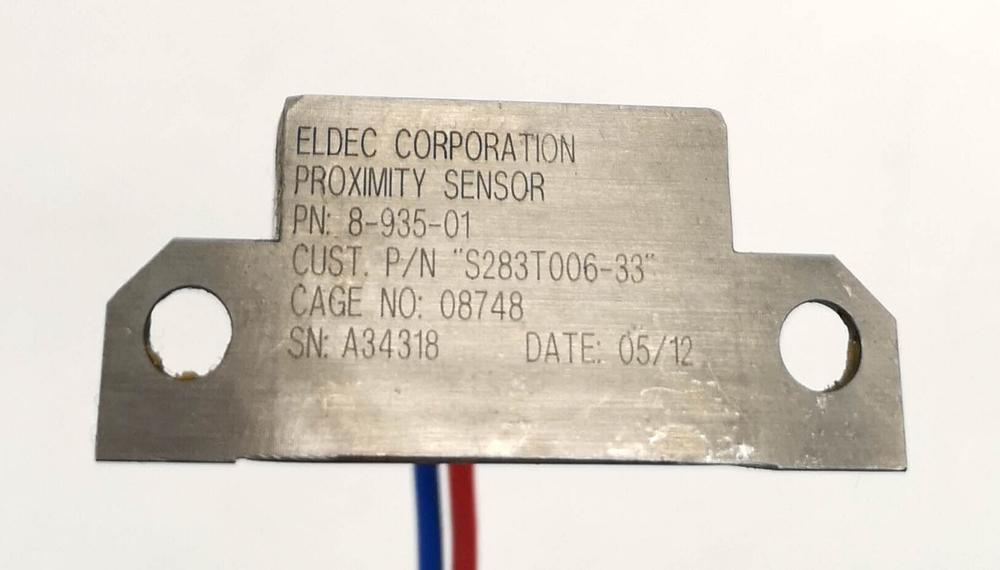 ELDEC CORPORATION
PROXIMITY SENSOR
PN: 8-935-01
CUST. P/N "S283T006-33"
CAGE NO: 08748
SN: A34318 DATE: 05/12